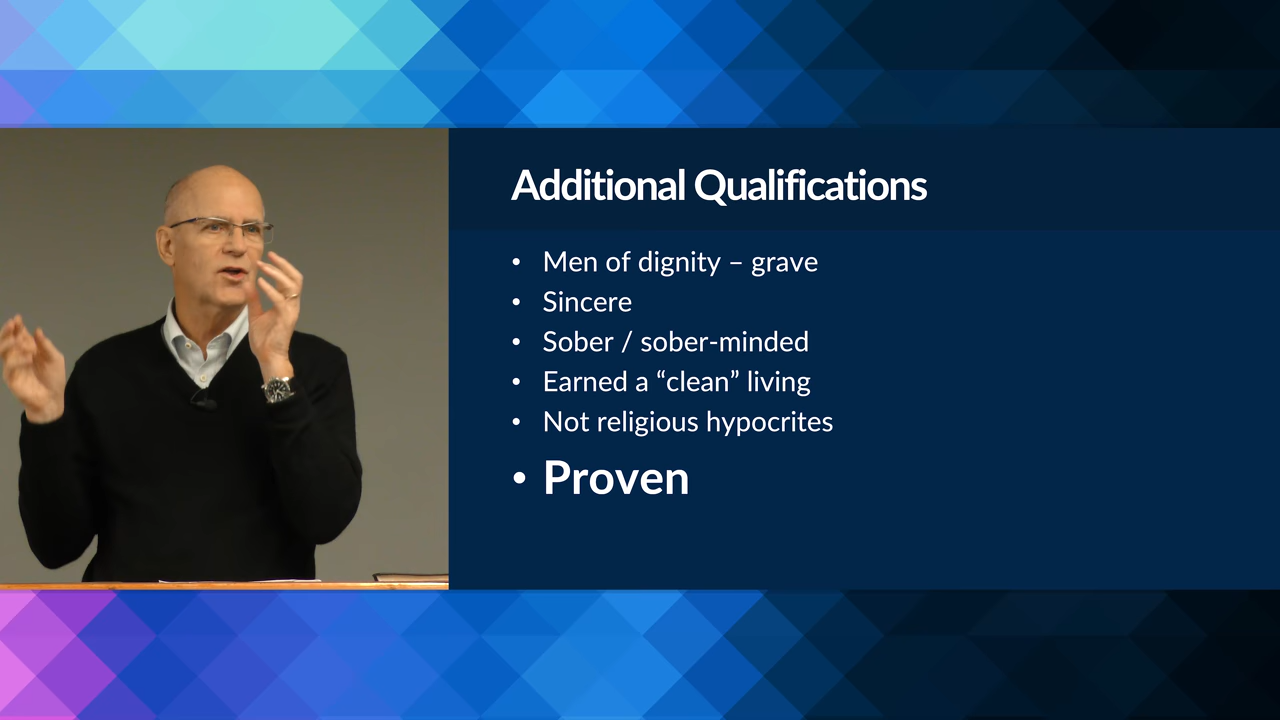 Additional Qualifications
• Men of dignity – grave
• Sincere
• Sober / sober-minded
• Earned a “clean” living
• Not religious hypocrites
• Proven